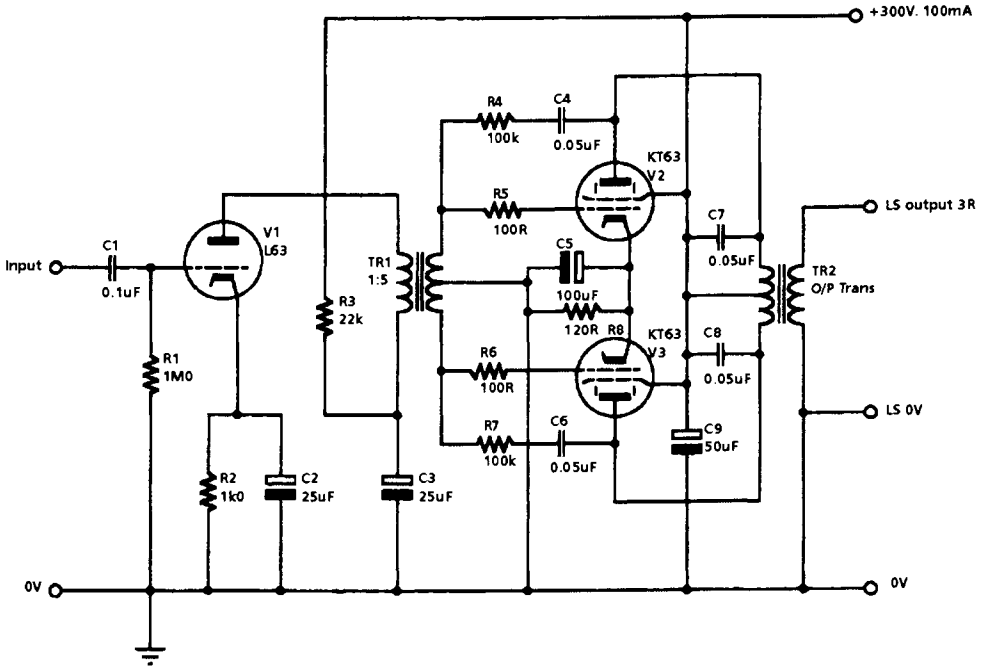 +300V. 100mA
R4
100k
C4
0.05uF
KT63
V2
R5
100R
LS output 3R
V1
L63
C1
0.1uF
Input
C7
0.05uF
TR1
1:5
C5
100uF
TR2
O/P Trans
R3
22k
120R
R8
KT63
V3
C8
0.05uF
R1
1M0
R6
100R
LS 0V
R7
100k
C6
0.05uF
C9
50uF
R2
1k0
C2
25uF
C3
25uF
0V
0V